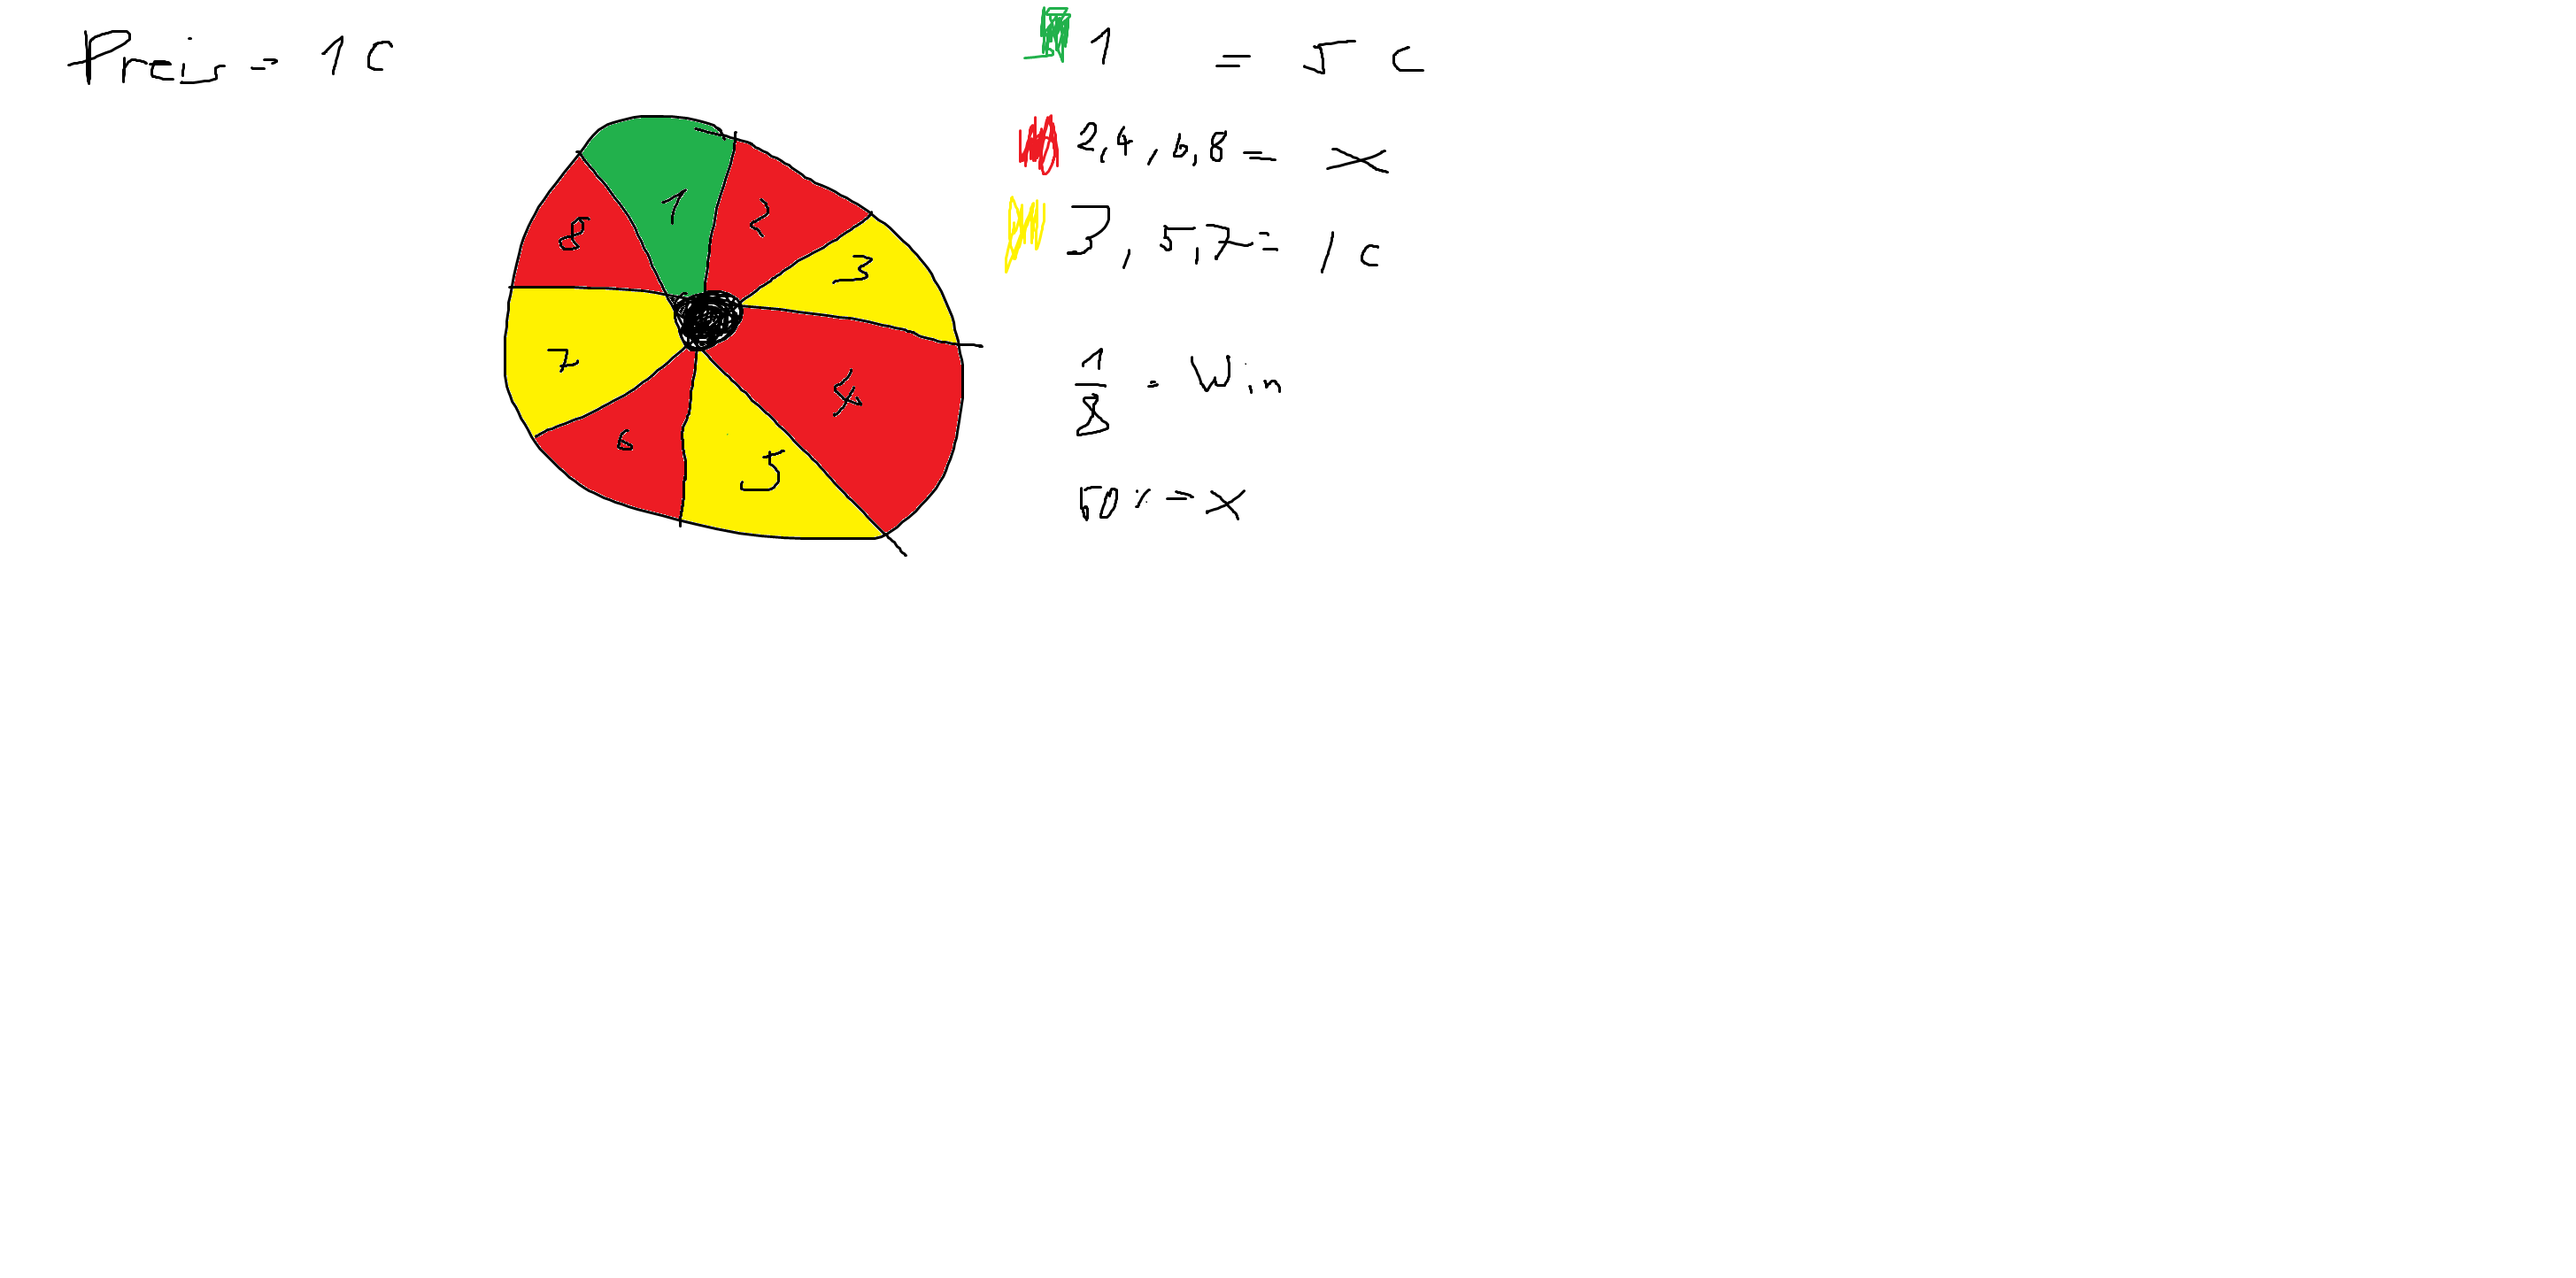 Preis = 1 C
1 = 5 C
2, 4, 6, 8 = X
3, 5, 7 = 1 C
1/8 = Win
50 % = X
1
2
3
4
5
6
7
8